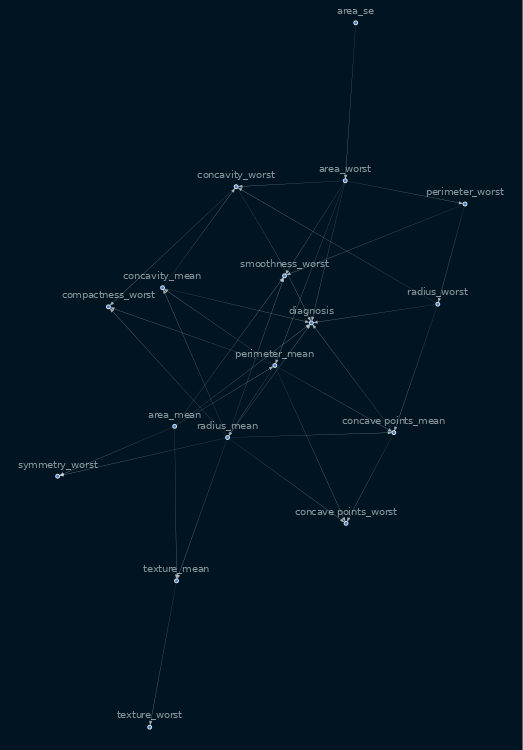 area_se
area_worst
concavity_worst
perimeter_worst
smoothness_worst
concavity_mean
compactness_worst
radius_worst
diagnosis
perimeter_mean
area_mean
radius_mean
concave points_mean
symmetry_worst
concave points_worst
texture_mean
texture_worst